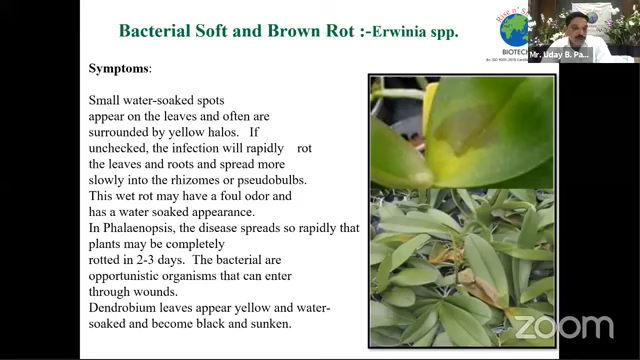 Bacterial Soft and Brown Rot :-Erwinia spp.
Symptoms:
Small water-soaked spots
appear on the leaves and often are
surrounded by yellow halos. If
unchecked, the infection will rapidly rot
the leaves and roots and spread more
slowly into the rhizomes or pseudobulbs.
This wet rot may have a foul odor and
has a water soaked appearance.
In Phalaenopsis, the disease spreads so rapidly that
plants may be completely
rotted in 2-3 days. The bacterial are
opportunistic organisms that can enter
through wounds.
Dendrobium leaves appear yellow and water-
soaked and become black and sunken.
BIOTECH
Mr. Uday B. Pa...
zoom